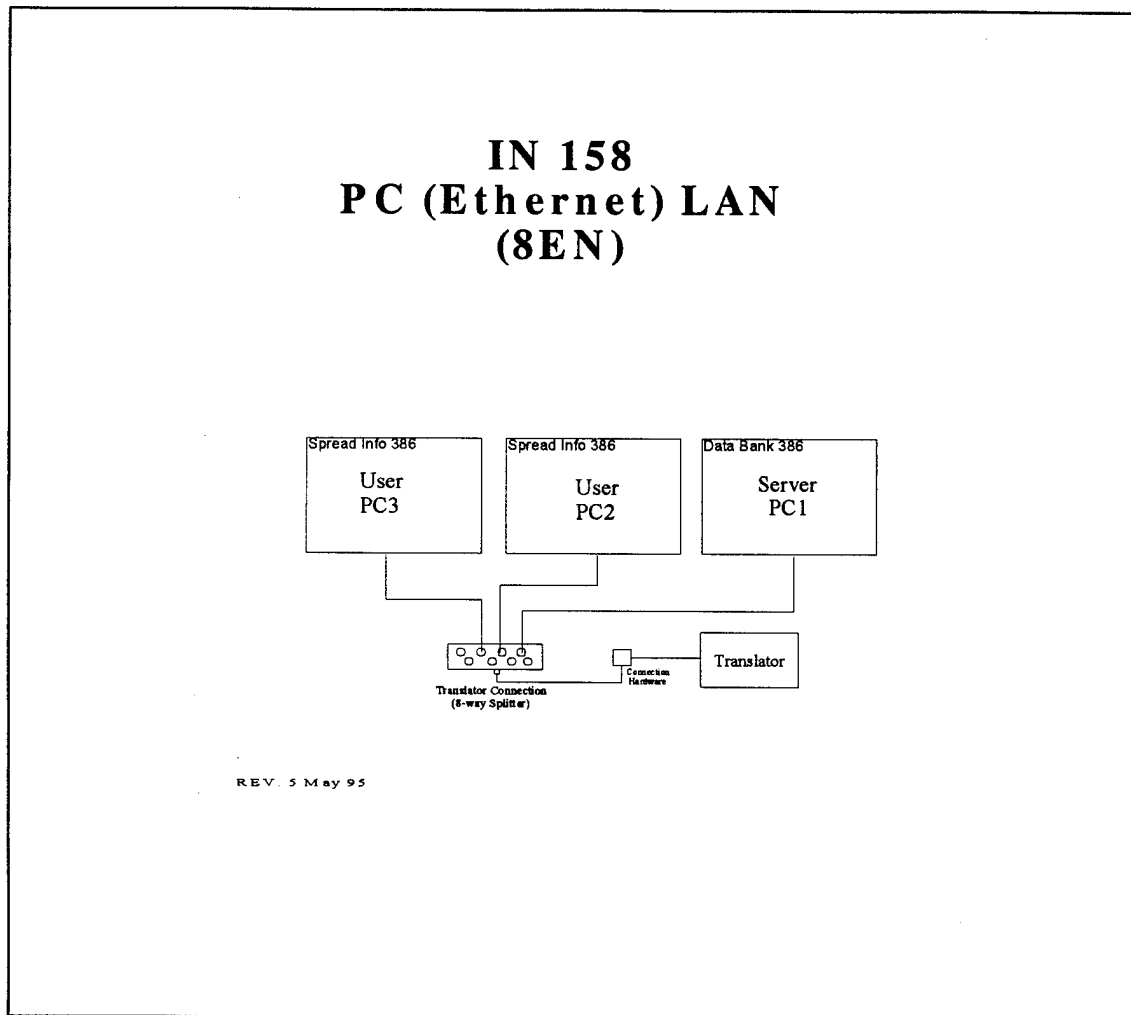 IN 158
PC (Ethernet) LAN
(8EN)
Spread Info 386
User
PC3
Spread Info 386
User
PC2
Data Bank 386
Server
PC1
Translator Connection
(8-way Splitter)
Connection
Hardware
Translator
REV. 5 May 95